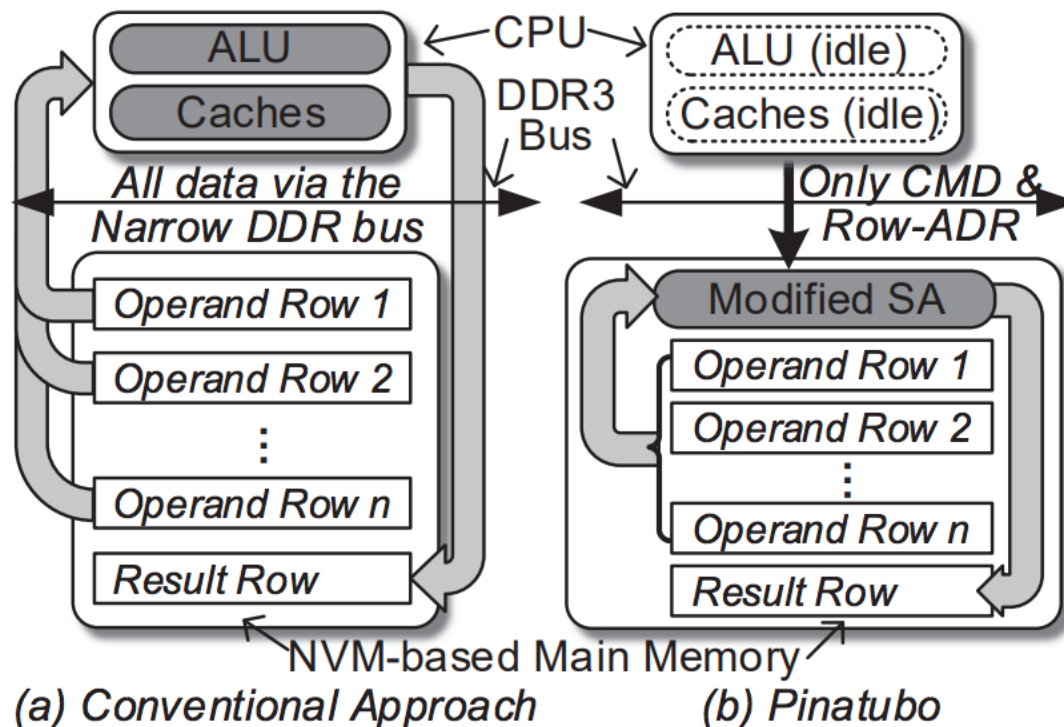 ALU
Caches
CPU
DDR3
Bus
ALU (idle)
Caches (idle)
All data via the
Narrow DDR bus
Only CMD &
Row-ADR
Operand Row 1
Operand Row 2
⋮
Operand Row n
Result Row
Modified SA
Operand Row 1
Operand Row 2
⋮
Operand Row n
Result Row
NVM-based Main Memory
(a) Conventional Approach
(b) Pinatubo